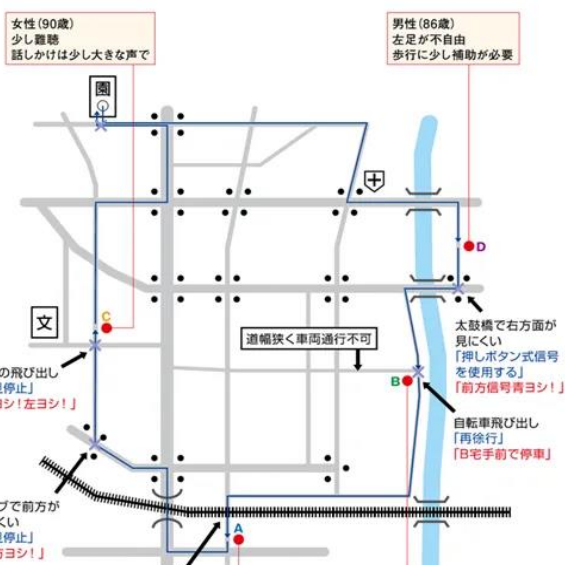 女性(90歳)
少し難聴
話しかけは少し大きな声で
男性(86歳)
左足が不自由
歩行に少し補助が必要
園
D
文
C
道幅狭く車両通行不可
太鼓橋で右方面が
見にくい
「押しボタン式信号
を使用する」
「前方信号青ヨシ!」
の飛び出し
停止」
ヨシ!左ヨシ!」
B
自転車飛び出し
「再徐行」
「B宅手前で停車」
ブで前方が
くい
停止」
ヨシ!」
A